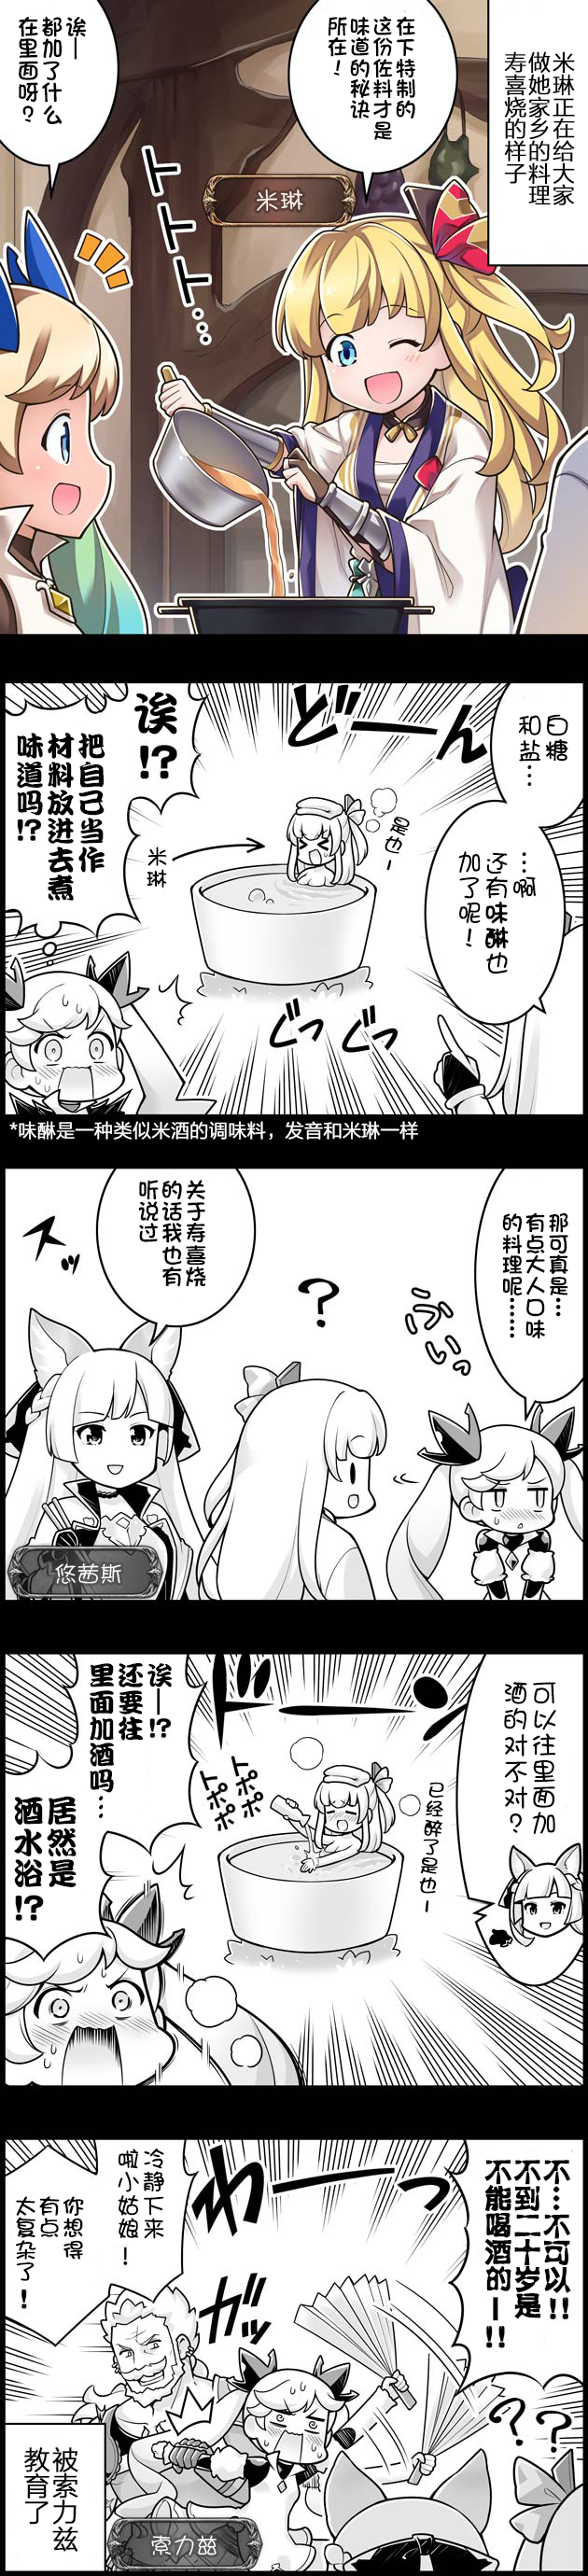 米琳正在给大家
做她家乡的料理
寿喜烧的样子
在下特制的
这份佐料才是
味道的秘诀
所在！
诶—
都加了什么
在里面呀？
米琳
トトト…
白糖
和盐…
…啊
还有味醂也
加了呢！
どーん
是也—
米琳
诶!?
把自己当作
材料放进去煮
味道吗!?
ぐつ
ぐつ
*味醂是一种类似米酒的调味料，发音和米琳一样
那可真是…
有点大人口味
的料理呢……
ふいっ
？
关于寿喜烧
的话我也有
听说过
スッ
悠茜斯
可以往里面加
酒的对不对？
ドーン
已经醉了是也—
トポポ
トポポ
诶—!?
还要往
里面加酒吗…
居然是
酒水浴!?
不…不可以!!
不到二十岁是
不能喝酒的—!!
わーっ
冷静下来
啦小姑娘！
你想得
有点
太复杂了！
ガッ
？？
被索力兹
教育了
索力兹